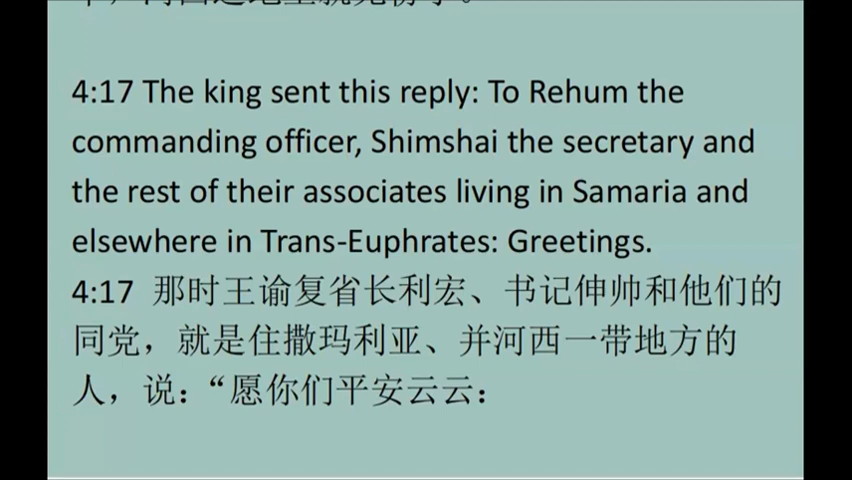 4:17 The king sent this reply: To Rehum the
commanding officer, Shimshai the secretary and
the rest of their associates living in Samaria and
elsewhere in Trans-Euphrates: Greetings.
4:17 那时王谕复省长利宏、书记伸帅和他们的
同党，就是住撒玛利亚、并河西一带地方的
人，说：“愿你们平安云云：